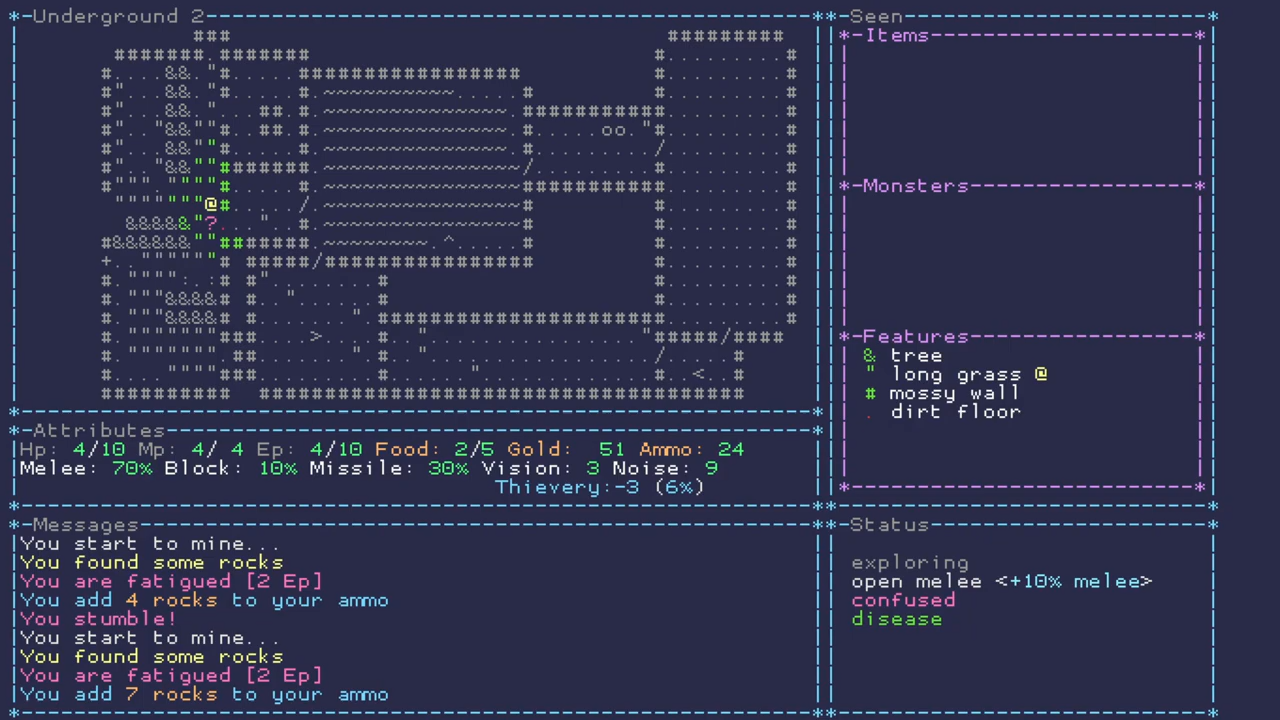 Underground 2
Seen
Items
Monsters
Features
& tree
" long grass @
# mossy wall
. dirt floor
Attributes
Hp: 4/10 Mp: 4/ 4 Ep: 4/10 Food: 2/5 Gold: 51 Ammo: 24
Melee: 70% Block: 10% Missile: 30% Vision: 3 Noise: 9
Thievery:-3 (6%)
Messages
You start to mine...
You found some rocks
You are fatigued [2 Ep]
You add 4 rocks to your ammo
You stumble!
You start to mine...
You found some rocks
You are fatigued [2 Ep]
You add 7 rocks to your ammo
Status
exploring
open melee <+10% melee>
confused
disease